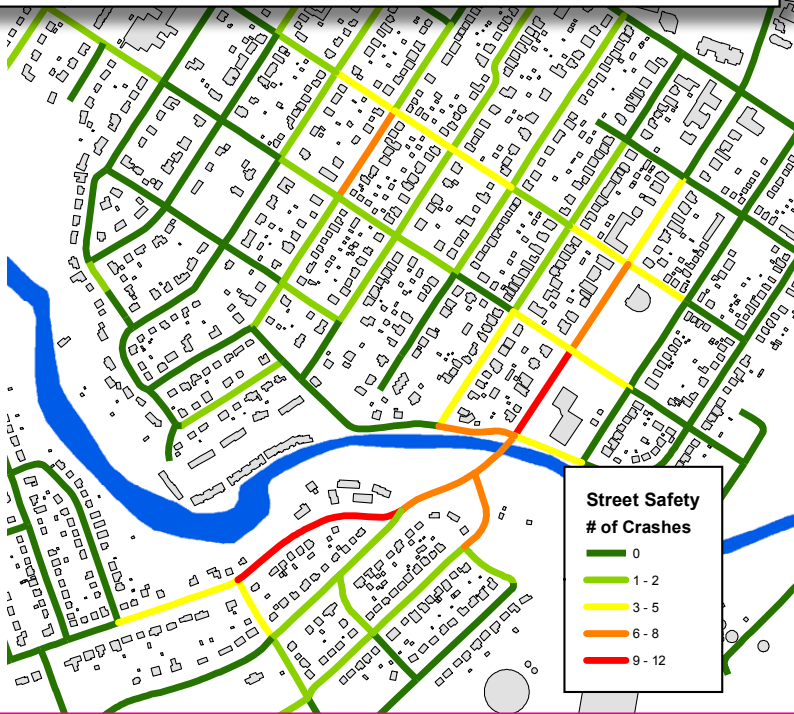 Street Safety
# of Crashes
0
1 - 2
3 - 5
6 - 8
9 - 12